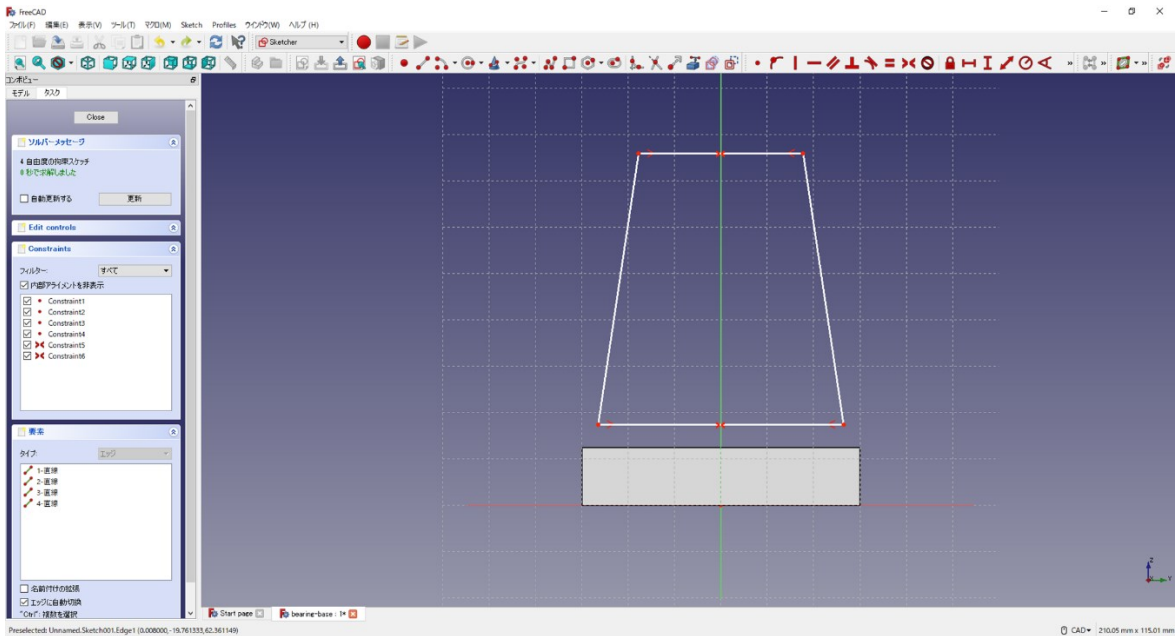 FreeCAD
ファイル(F) 編集(E) 表示(V) ツール(T) マクロ(M) Sketch Profiles ウインドウ(W) ヘルプ (H)
Sketcher
コンボビュー
モデル タスク
Close
ソルバーメッセージ
4 自由度の拘束スケッチ
0 秒で求解しました
自動更新する 更新
Edit controls
Constraints
フィルター: すべて
内部アライメントを非表示
Constraint1
Constraint2
Constraint3
Constraint4
Constraint5
Constraint6
要素
タイプ: エッジ
1-直線
2-直線
3-直線
4-直線
名前付けの拡張
エッジに自動切換
"Ctrl": 複数を選択
Z
Y
Start page bearing-base : 1*
Preselected: Unnamed.Sketch001.Edge1 (0.008000,-19.761333,62.361149) CAD 210.05 mm x 115.01 mm